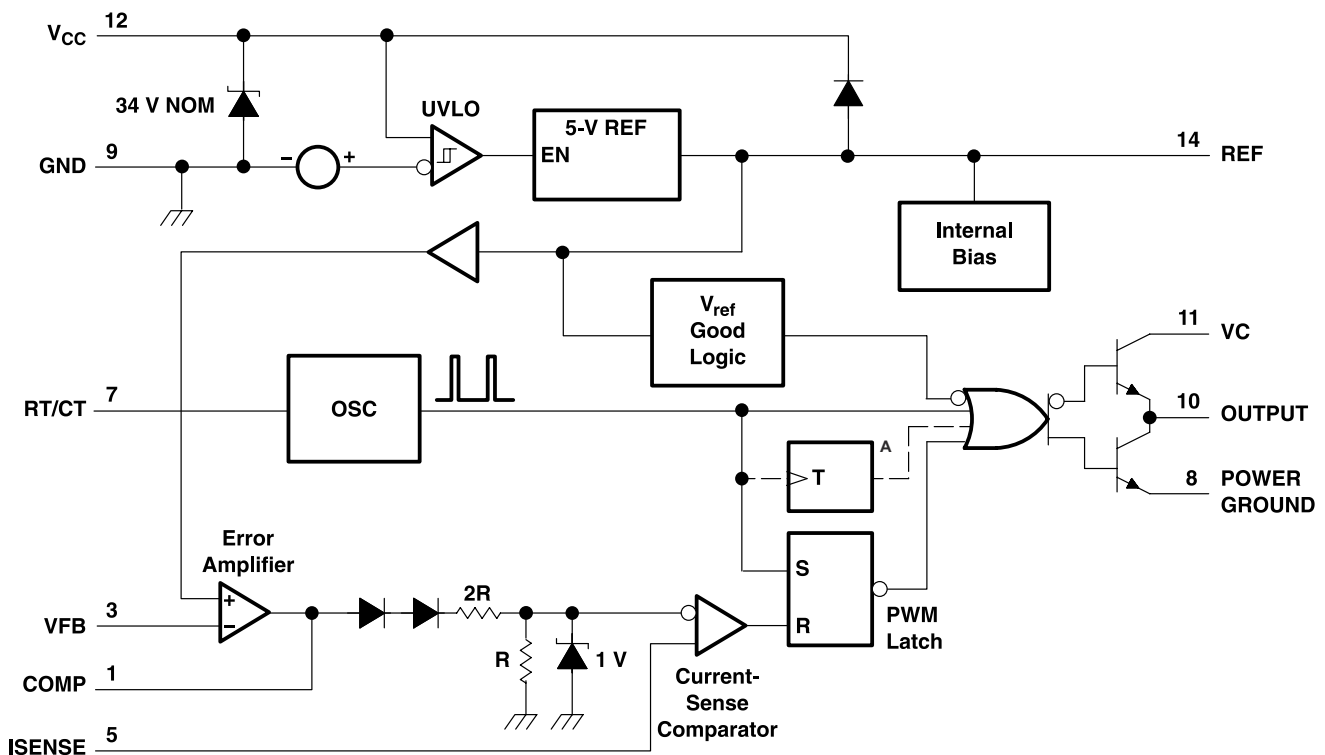 12
VCC
34 V NOM
UVLO
5-V REF
EN
9
GND
–
+
14
REF
Internal
Bias
Vref
Good
Logic
11
VC
7
RT/CT
OSC
10
OUTPUT
A
T
8
POWER
GROUND
Error
Amplifier
+
–
3
VFB
2R
S
R
PWM
Latch
R
1 V
1
COMP
Current-
Sense
Comparator
5
ISENSE